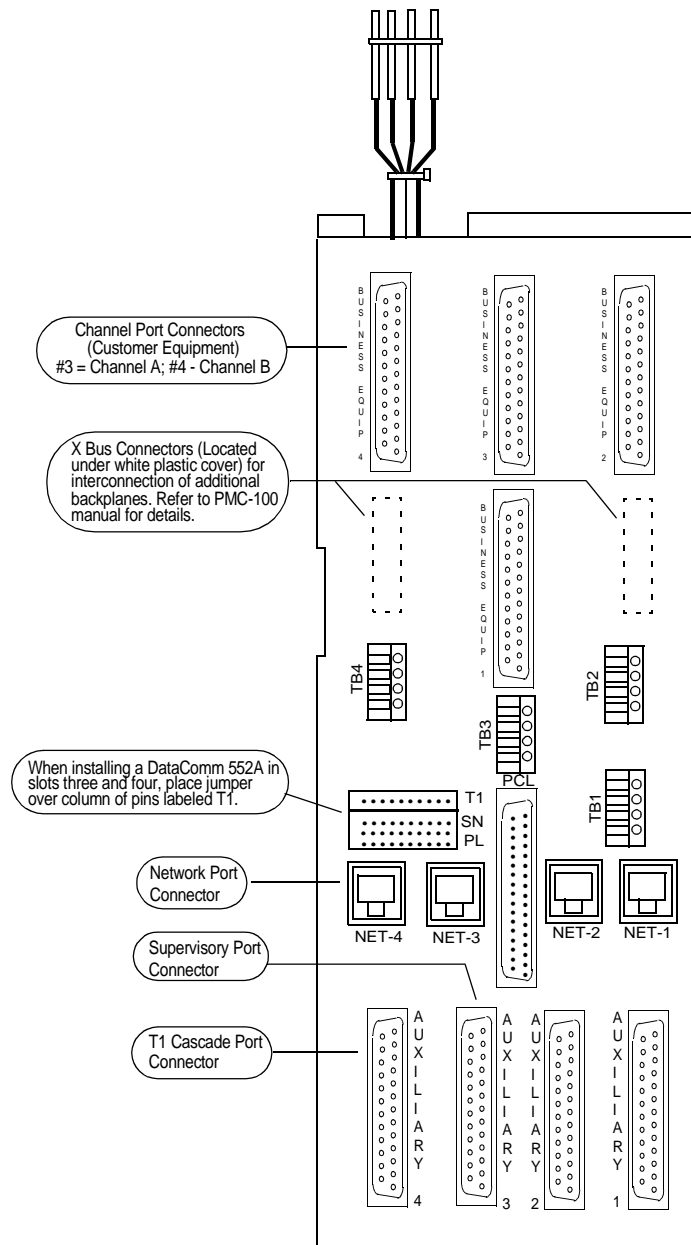 Channel Port Connectors
(Customer Equipment)
#3 = Channel A; #4 - Channel B
BUSINESS EQUIP 4
BUSINESS EQUIP 3
BUSINESS EQUIP 2
X Bus Connectors (Located
under white plastic cover) for
interconnection of additional
backplanes. Refer to PMC-100
manual for details.
BUSINESS EQUIP 1
TB4
TB2
TB3
PCL
TB1
When installing a DataComm 552A in
slots three and four, place jumper
over column of pins labeled T1.
T1
SN
PL
Network Port
Connector
NET-4
NET-3
NET-2
NET-1
Supervisory Port
Connector
T1 Cascade Port
Connector
AUXILIARY 4
AUXILIARY 3
AUXILIARY 2
AUXILIARY 1